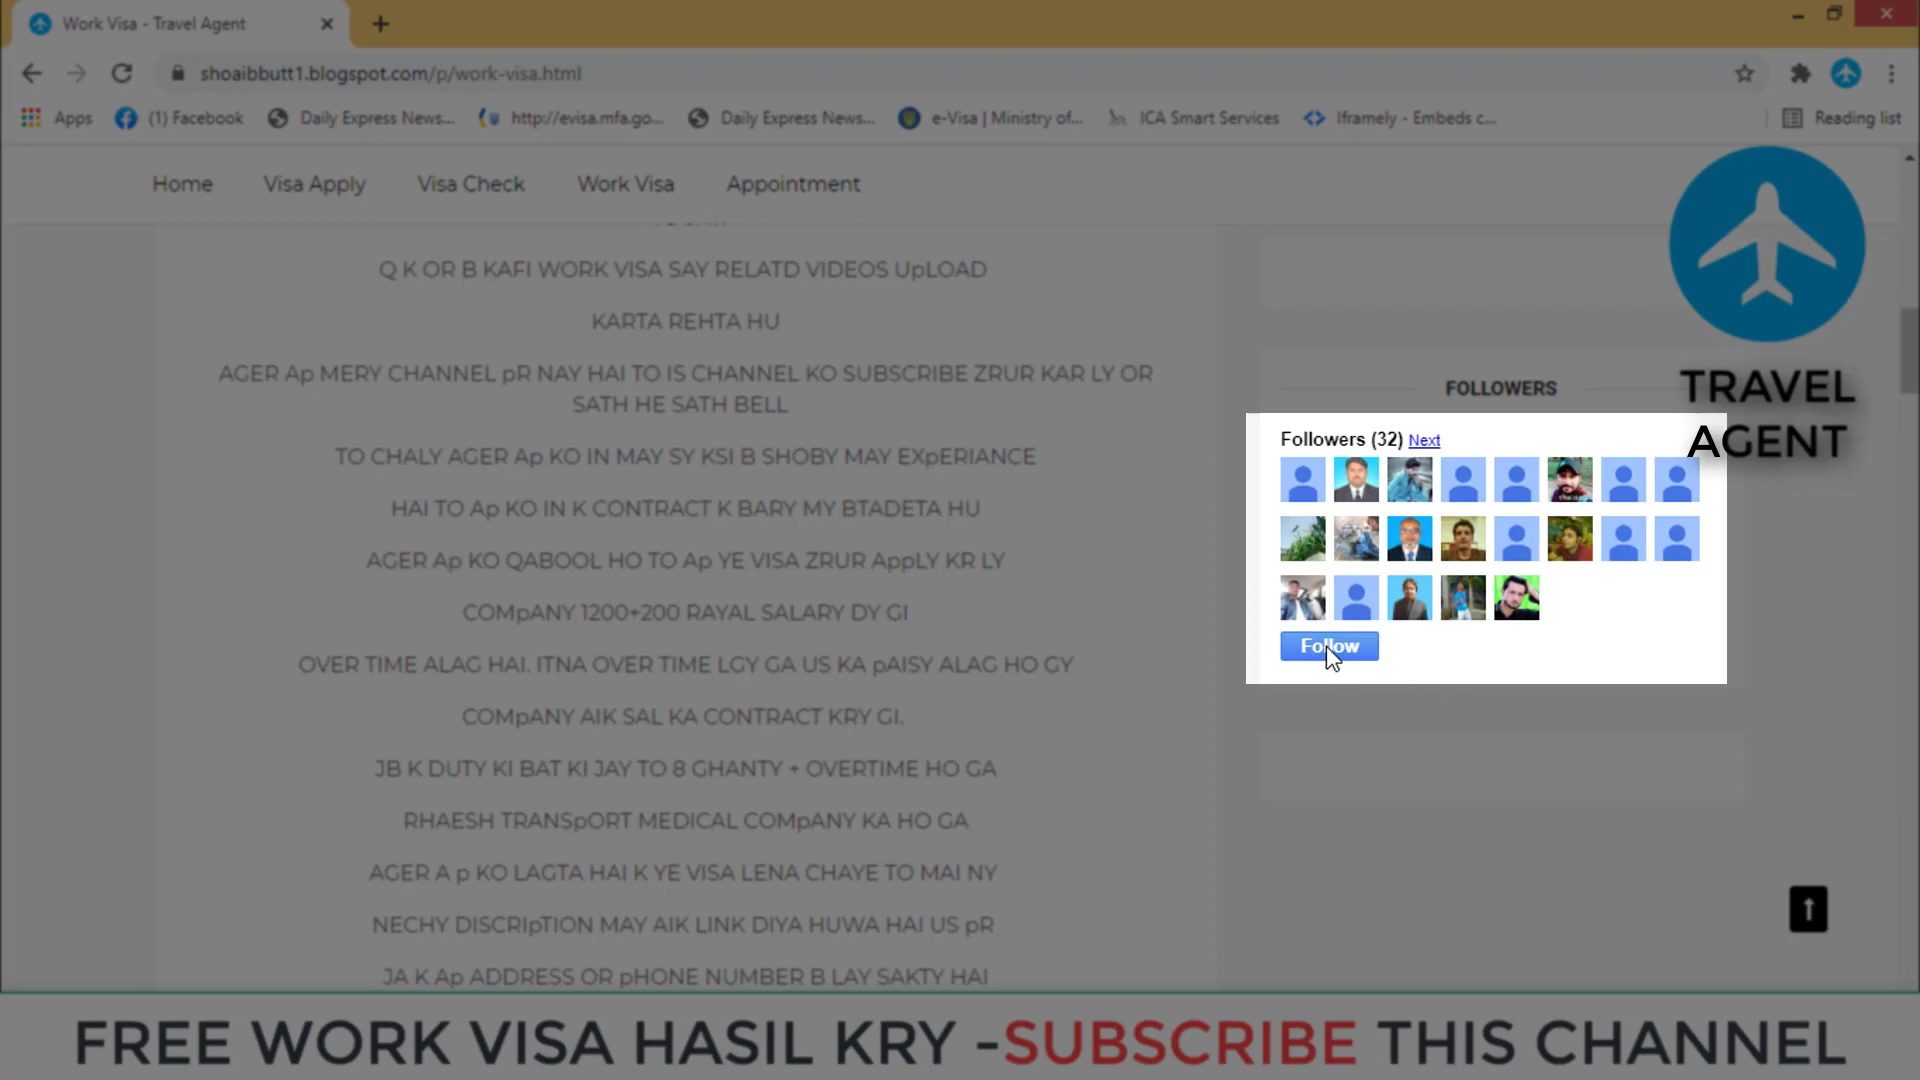 Work Visa - Travel Agent
shoaibbutt1.blogspot.com/p/work-visa.html
Apps (1) Facebook Daily Express News... http://evisa.mfa.go... Daily Express News... e-Visa | Ministry of... ICA Smart Services Iframely - Embeds c... Reading list
Home Visa Apply Visa Check Work Visa Appointment
Q K OR B KAFI WORK VISA SAY RELATD VIDEOS UpLOAD
KARTA REHTA HU
AGER Ap MERY CHANNEL pR NAY HAI TO IS CHANNEL KO SUBSCRIBE ZRUR KAR LY OR
SATH HE SATH BELL
TO CHALY AGER Ap KO IN MAY SY KSI B SHOBY MAY EXpERIANCE
HAI TO Ap KO IN K CONTRACT K BARY MY BTADETA HU
AGER Ap KO QABOOL HO TO Ap YE VISA ZRUR AppLY KR LY
COMpANY 1200+200 RAYAL SALARY DY GI
OVER TIME ALAG HAI. ITNA OVER TIME LGY GA US KA pAISY ALAG HO GY
COMpANY AIK SAL KA CONTRACT KRY GI.
JB K DUTY KI BAT KI JAY TO 8 GHANTY + OVERTIME HO GA
RHAESH TRANSpORT MEDICAL COMpANY KA HO GA
AGER A p KO LAGTA HAI K YE VISA LENA CHAYE TO MAI NY
NECHY DISCRIpTION MAY AIK LINK DIYA HUWA HAI US pR
JA K Ap ADDRESS OR pHONE NUMBER B LAY SAKTY HAI
TRAVEL
AGENT
FOLLOWERS
Followers (32) Next
Follow
FREE WORK VISA HASIL KRY -SUBSCRIBE THIS CHANNEL